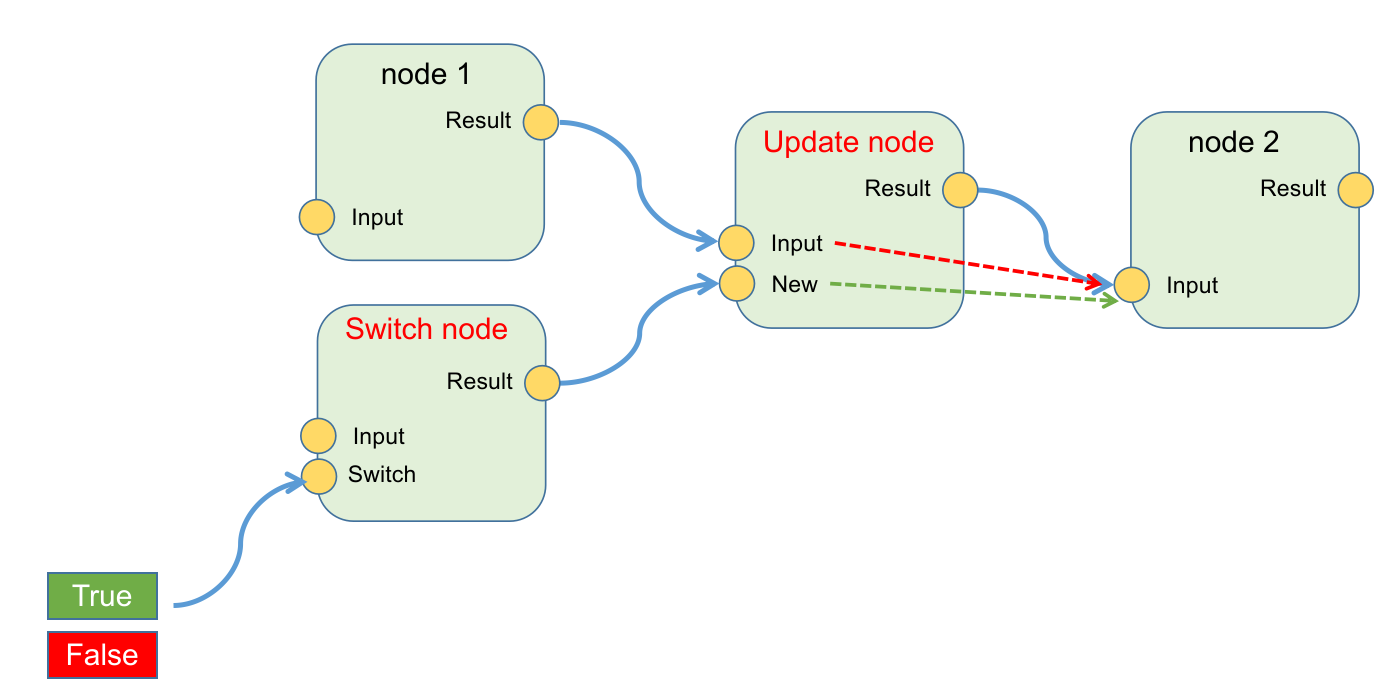 node 1
Result
Input
Switch node
Result
Input
Switch
True
False
Update node
Result
Input
New
node 2
Result
Input